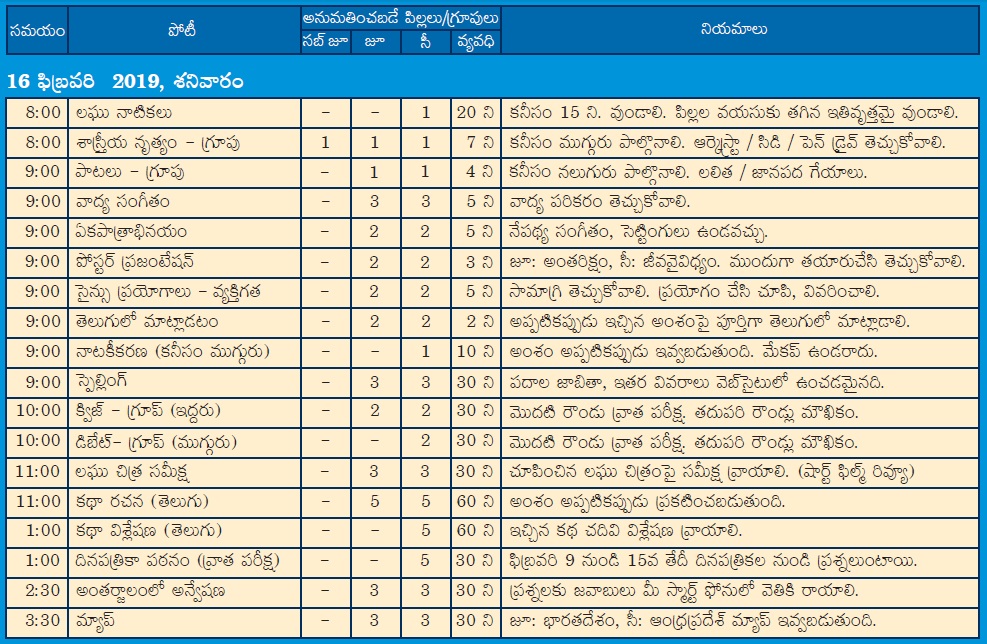 సమయం పోటీ అనుమతించబడే పిల్లలు/గ్రూపులు నియమాలు
సబ్ జూ జూ సీ వ్యవధి
16 ఫిబ్రవరి 2019, శనివారం
8:00 లఘు నాటికలు - - 1 20 ని కనీసం 15 ని. వుండాలి. పిల్లల వయసుకు తగిన ఇతివృత్తమై వుండాలి.
8:00 శాస్త్రీయ నృత్యం - గ్రూపు 1 1 1 7 ని కనీసం ముగ్గురు పాల్గొనాలి. ఆర్కెస్ట్రా / సిడి / పెన్ డ్రైవ్ తెచ్చుకోవాలి.
9:00 పాటలు - గ్రూపు - 1 1 4 ని కనీసం నలుగురు పాల్గొనాలి. లలిత / జానపద గేయాలు.
9:00 వాద్య సంగీతం - 3 3 5 ని వాద్య పరికరం తెచ్చుకోవాలి.
9:00 ఏకపాత్రాభినయం - 2 2 5 ని నేపథ్య సంగీతం, సెట్టింగులు ఉండవచ్చు.
9:00 పోస్టర్ ప్రజంటేషన్ - 2 2 3 ని జూ: అంతరిక్షం, సీ: జీవవైవిధ్యం. ముందుగా తయారుచేసి తెచ్చుకోవాలి.
9:00 సైన్సు ప్రయోగాలు - వ్యక్తిగత - 2 2 5 ని సామాగ్రి తెచ్చుకోవాలి. ప్రయోగం చేసి చూపి, వివరించాలి.
9:00 తెలుగులో మాట్లాడటం - 2 2 2 ని అప్పటికప్పుడు ఇచ్చిన అంశంపై పూర్తిగా తెలుగులో మాట్లాడాలి.
9:00 నాటకీకరణ (కనీసం ముగ్గురు) - - 1 10 ని అంశం అప్పటికప్పుడు ఇవ్వబడుతుంది. మేకప్ ఉండరాదు.
9:00 స్పెల్లింగ్ - 3 3 30 ని పదాల జాబితా, ఇతర వివరాలు వెబ్‌సైటులో ఉంచడమైనది.
10:00 క్విజ్ - గ్రూప్ (ఇద్దరు) - 2 2 30 ని మొదటి రౌండు వ్రాత పరీక్ష. తదుపరి రౌండ్లు మౌఖికం.
10:00 డిబేట్- గ్రూప్ (ముగ్గురు) - - 2 30 ని మొదటి రౌండు వ్రాత పరీక్ష. తదుపరి రౌండ్లు మౌఖికం.
11:00 లఘు చిత్ర సమీక్ష - 3 3 30 ని చూపించిన లఘు చిత్రంపై సమీక్ష వ్రాయాలి. (షార్ట్ ఫిల్మ్ రివ్యూ)
11:00 కథా రచన (తెలుగు) - 5 5 60 ని అంశం అప్పటికప్పుడు ప్రకటించబడుతుంది.
1:00 కథా విశ్లేషణ (తెలుగు) - - 5 60 ని ఇచ్చిన కథ చదివి విశ్లేషణ వ్రాయాలి.
1:00 దినపత్రికా పఠనం (వ్రాత పరీక్ష) - - 5 30 ని ఫిబ్రవరి 9 నుండి 15వ తేదీ దినపత్రికల నుండి ప్రశ్నలుంటాయి.
2:30 అంతర్జాలంలో అన్వేషణ - 3 3 30 ని ప్రశ్నలకు జవాబులు మీ స్మార్ట్ ఫోనులో వెతికి రాయాలి.
3:30 మ్యాప్ - 3 3 30 ని జూ: భారతదేశం, సీ: ఆంధ్రప్రదేశ్ మ్యాప్ ఇవ్వబడుతుంది.